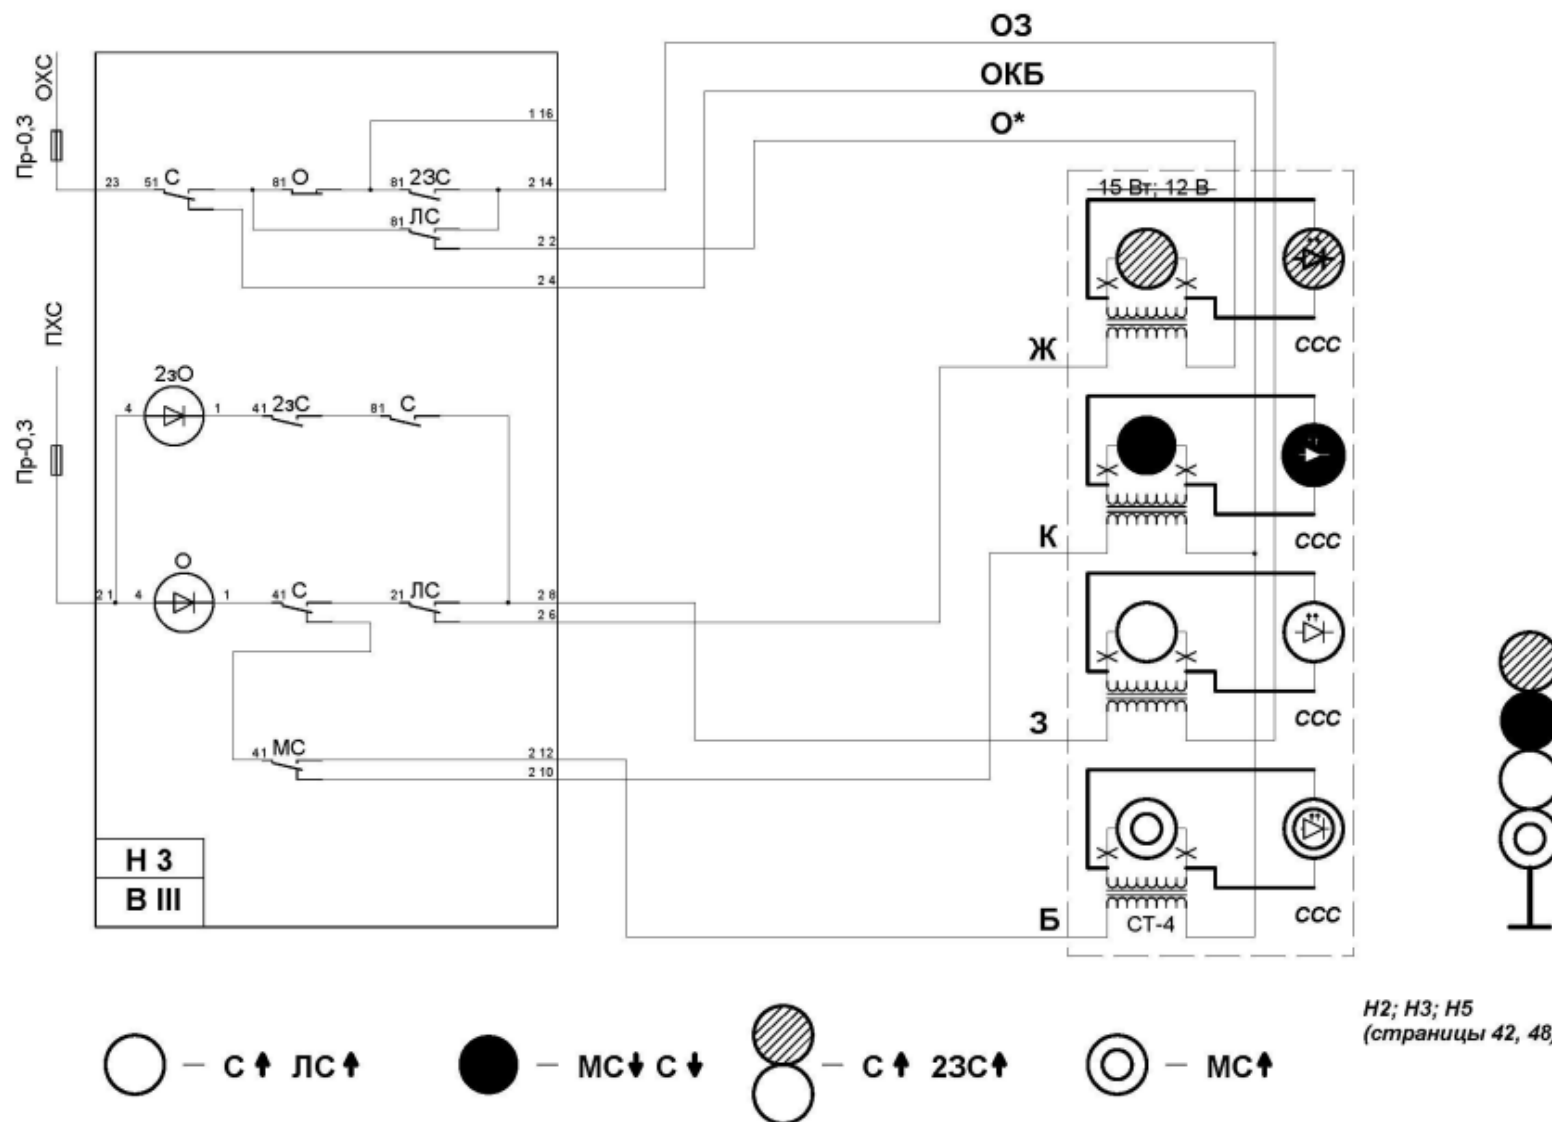 ОЗ
ОКБ
О*
ОХС
Пр-0,3
1 16
23
51 С
81 О
81 2ЗС
2 14
81 ЛС
2 2
2 4
15 Вт; 12 В
ССС
Ж
ПХС
Пр-0,3
2зО
4
1
41 2зС
81 С
ССС
К
О
2 1
4
1
41 С
21 ЛС
2 8
2 6
ССС
З
41 МС
2 12
2 10
Н 3
В III
Б
СТ-4
ССС
Н2; Н3; Н5
(страницы 42, 48)
– С ЛС
– МС С
– С 2ЗС
– МС